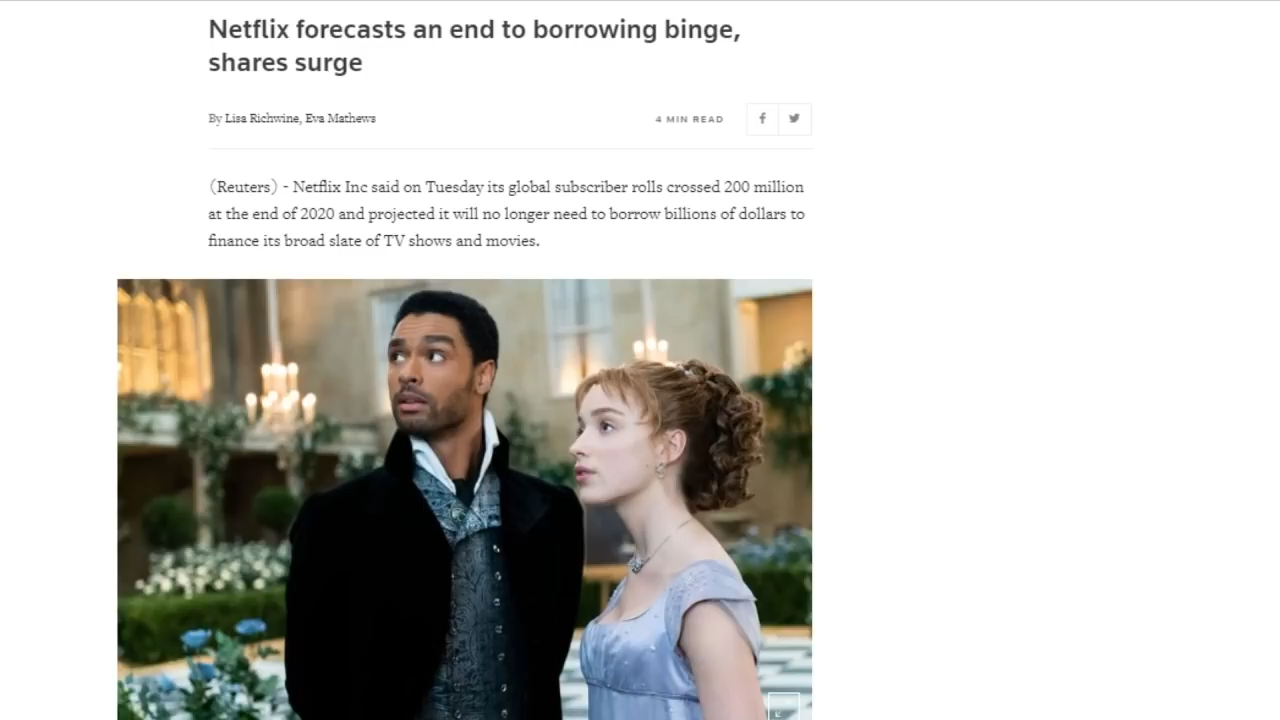 Netflix forecasts an end to borrowing binge,
shares surge
By Lisa Richwine, Eva Mathews
4 MIN READ
(Reuters) - Netflix Inc said on Tuesday its global subscriber rolls crossed 200 million
at the end of 2020 and projected it will no longer need to borrow billions of dollars to
finance its broad slate of TV shows and movies.